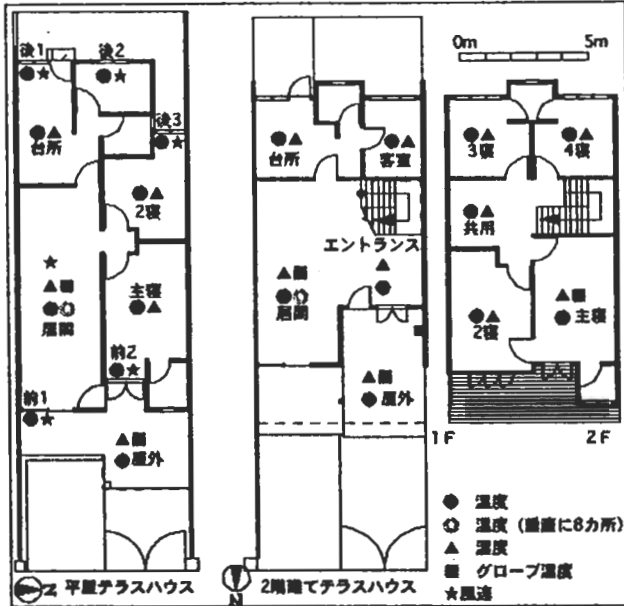 後1
後2
後3
台所
2寝
居間
主寝
前2
前1
屋外
N 平屋テラスハウス
台所
客室
エントランス
居間
屋外
1F
N
2階建てテラスハウス
0m 5m
3寝
4寝
共用
2寝
主寝
2F
● 温度
◎ 温度 (垂直に8カ所)
▲ 湿度
■ グローブ温度
★風速